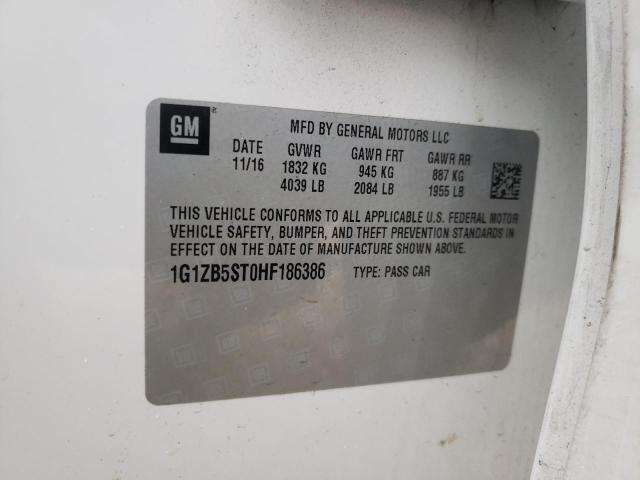 GM
MFD BY GENERAL MOTORS LLC
DATE GVWR GAWR FRT GAWR RR
11/16 1832 KG 945 KG 887 KG
4039 LB 2084 LB 1955 LB
THIS VEHICLE CONFORMS TO ALL APPLICABLE U.S. FEDERAL MOTOR
VEHICLE SAFETY, BUMPER, AND THEFT PREVENTION STANDARDS IN
EFFECT ON THE DATE OF MANUFACTURE SHOWN ABOVE.
1G1ZB5ST0HF186386 TYPE: PASS CAR